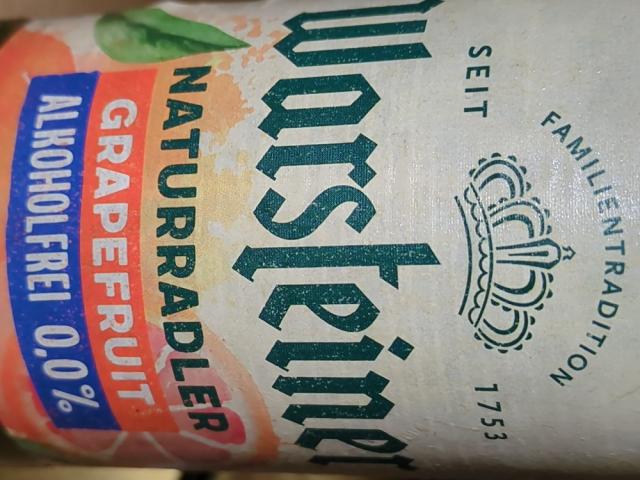 FAMILIENTRADITION
SEIT 1753
Warsteiner
NATURRADLER
GRAPEFRUIT
ALKOHOLFREI 0,0%